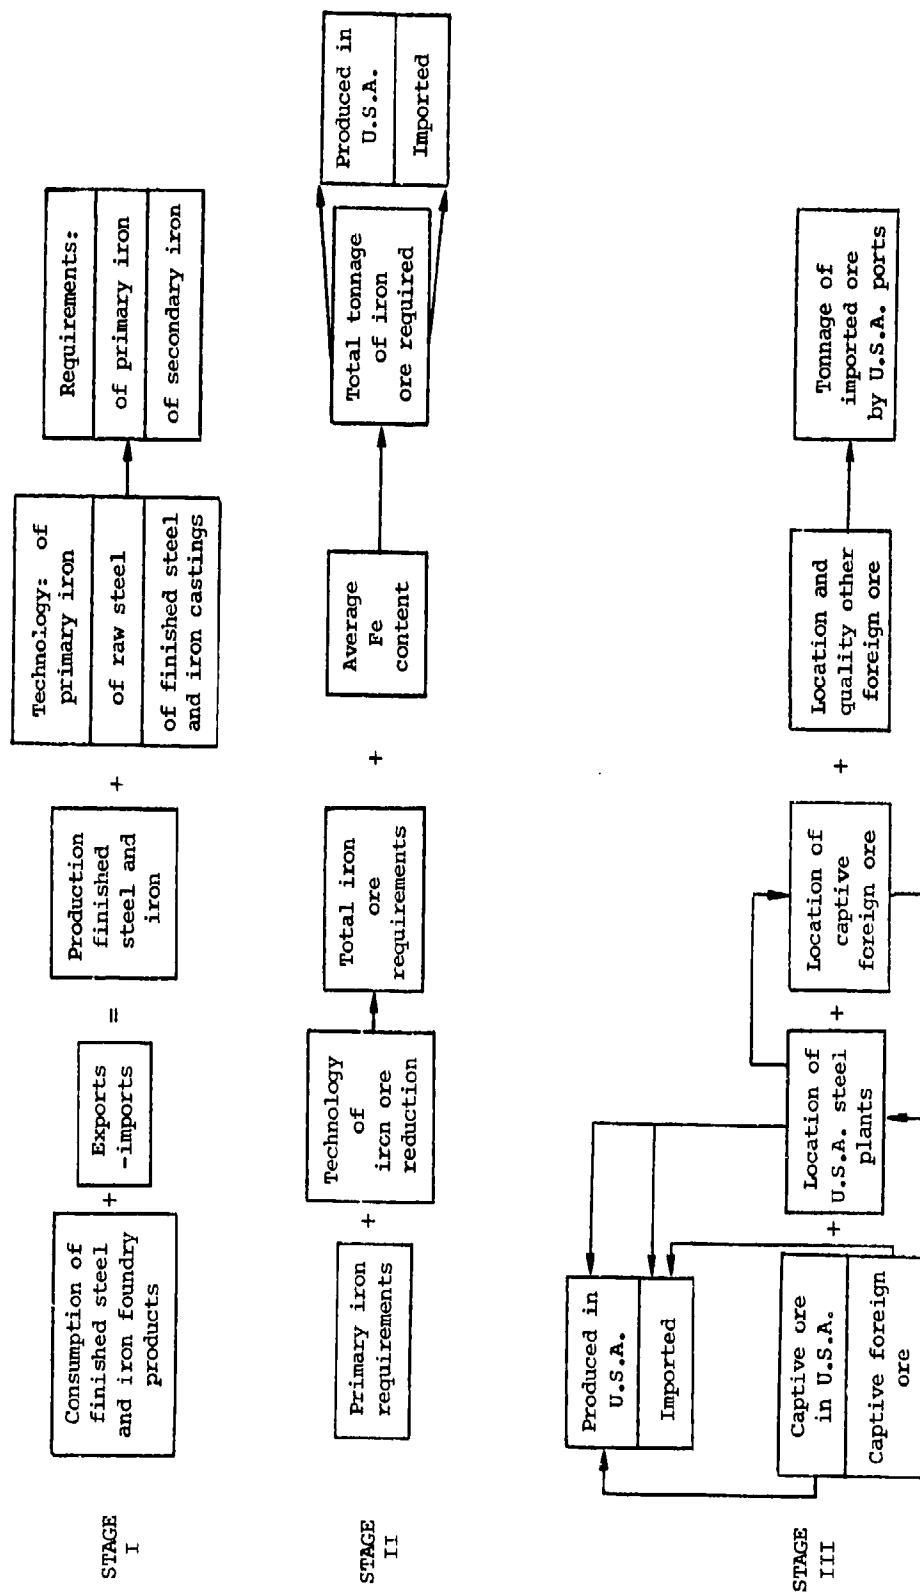 STAGE
I
Consumption of
finished steel
and iron foundry
products
+
Exports
-imports
=
Production
finished
steel and
iron
+
Technology: of
primary iron
of raw steel
of finished steel
and iron castings
Requirements:
of primary iron
of secondary iron
STAGE
II
Primary iron
requirements
+
Technology
of
iron ore
reduction
Total iron
ore
requirements
+
Average
Fe
content
Total tonnage
of iron
ore required
Produced in
U.S.A.
Imported
STAGE
III
Produced in
U.S.A.
Imported
Captive ore
in U.S.A.
Captive foreign
ore
+
Location of
U.S.A. steel
plants
+
Location of
captive
foreign ore
+
Location and
quality other
foreign ore
Tonnage of
imported ore
by U.S.A. ports